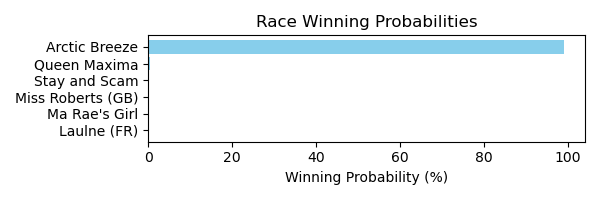 Race Winning Probabilities
Arctic Breeze
Queen Maxima
Stay and Scam
Miss Roberts (GB)
Ma Rae's Girl
Laulne (FR)
0 20 40 60 80 100
Winning Probability (%)